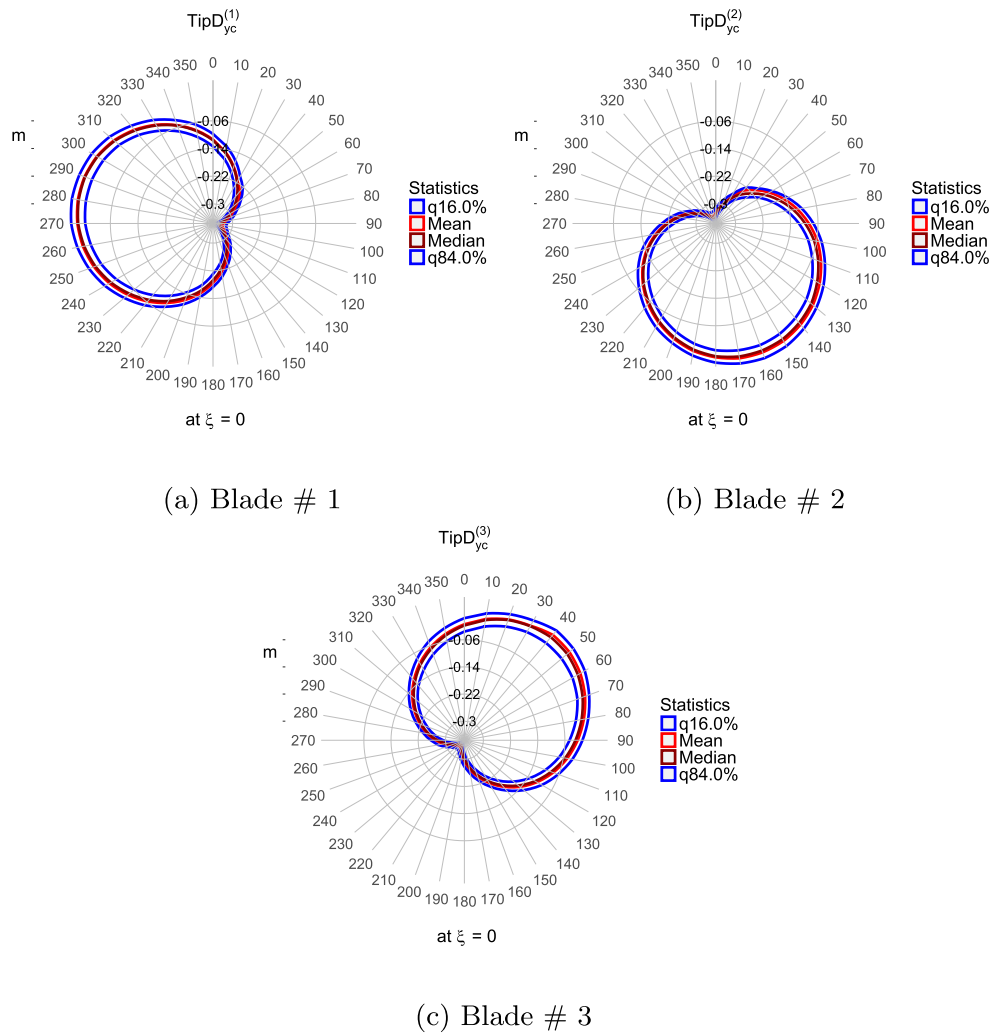 TipD_yc^(1)
0 10 20 30 40 50 60 70 80 90 100 110 120 130 140 150 160 170 180 190 200 210 220 230 240 250 260 270 280 290 300 310 320 330 340 350
m
-0.06
-0.14
-0.22
-0.3
Statistics
q16.0%
Mean
Median
q84.0%
at ξ = 0
(a) Blade # 1
TipD_yc^(2)
0 10 20 30 40 50 60 70 80 90 100 110 120 130 140 150 160 170 180 190 200 210 220 230 240 250 260 270 280 290 300 310 320 330 340 350
m
-0.06
-0.14
-0.22
Statistics
q16.0%
Mean
Median
q84.0%
at ξ = 0
(b) Blade # 2
TipD_yc^(3)
0 10 20 30 40 50 60 70 80 90 100 110 120 130 140 150 160 170 180 190 200 210 220 230 240 250 260 270 280 290 300 310 320 330 340 350
m
-0.06
-0.14
-0.22
-0.3
Statistics
q16.0%
Mean
Median
q84.0%
at ξ = 0
(c) Blade # 3